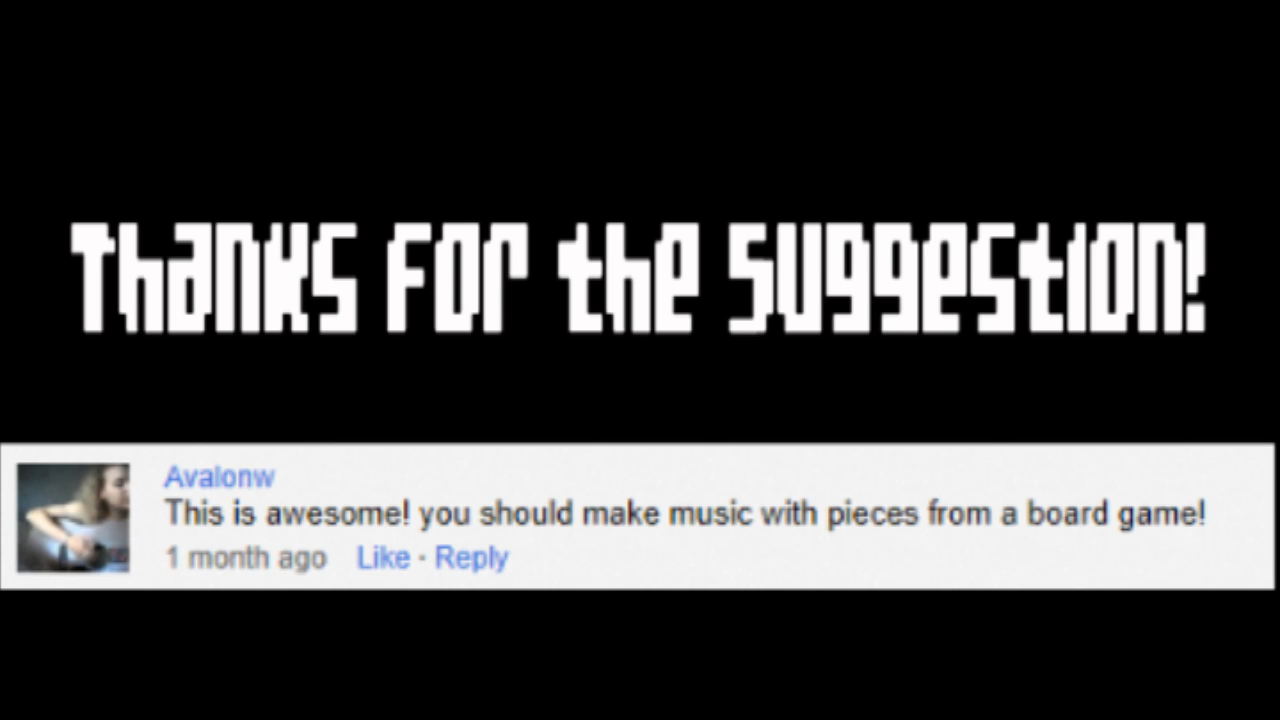 Thanks For the Suggestion!
Avalonw
This is awesome! you should make music with pieces from a board game!
1 month ago Like · Reply